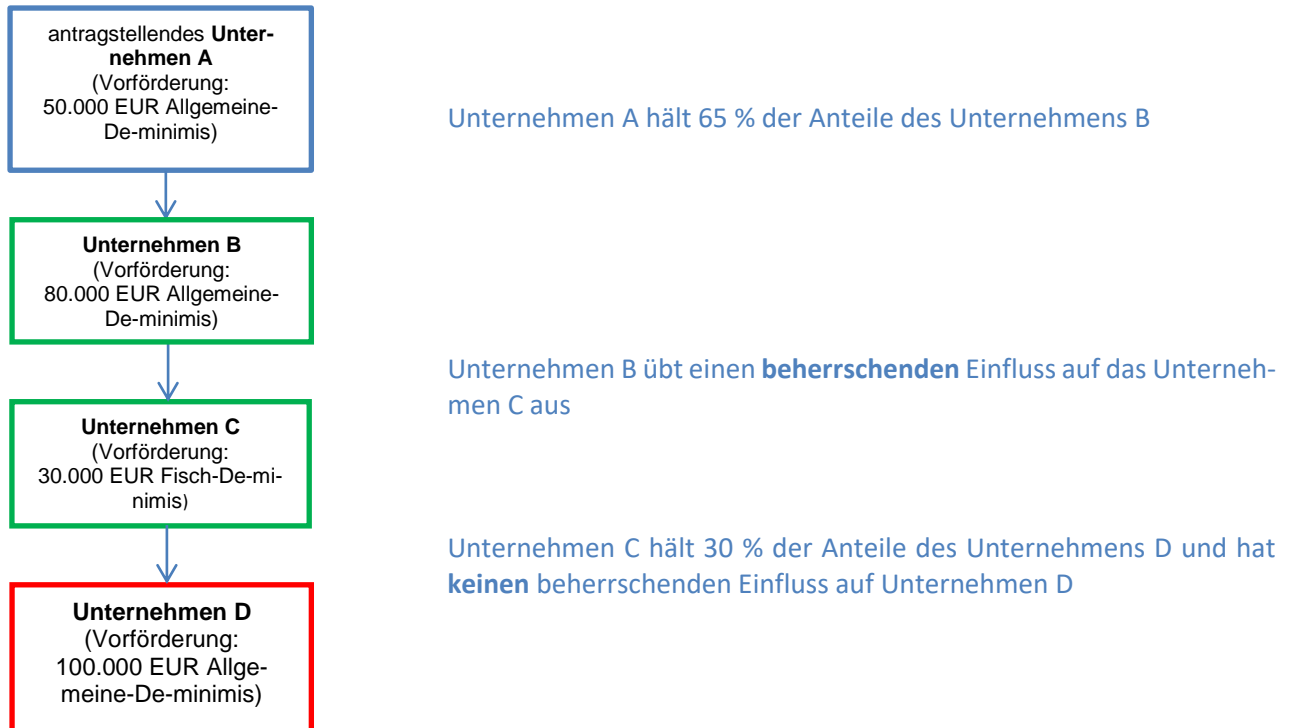 antragstellendes Unter-
nehmen A
(Vorförderung:
50.000 EUR Allgemeine-
De-minimis)
Unternehmen A hält 65 % der Anteile des Unternehmens B
Unternehmen B
(Vorförderung:
80.000 EUR Allgemeine-
De-minimis)
Unternehmen B übt einen beherrschenden Einfluss auf das Unterneh-
men C aus
Unternehmen C
(Vorförderung:
30.000 EUR Fisch-De-mi-
nimis)
Unternehmen C hält 30 % der Anteile des Unternehmens D und hat
keinen beherrschenden Einfluss auf Unternehmen D
Unternehmen D
(Vorförderung:
100.000 EUR Allge-
meine-De-minimis)